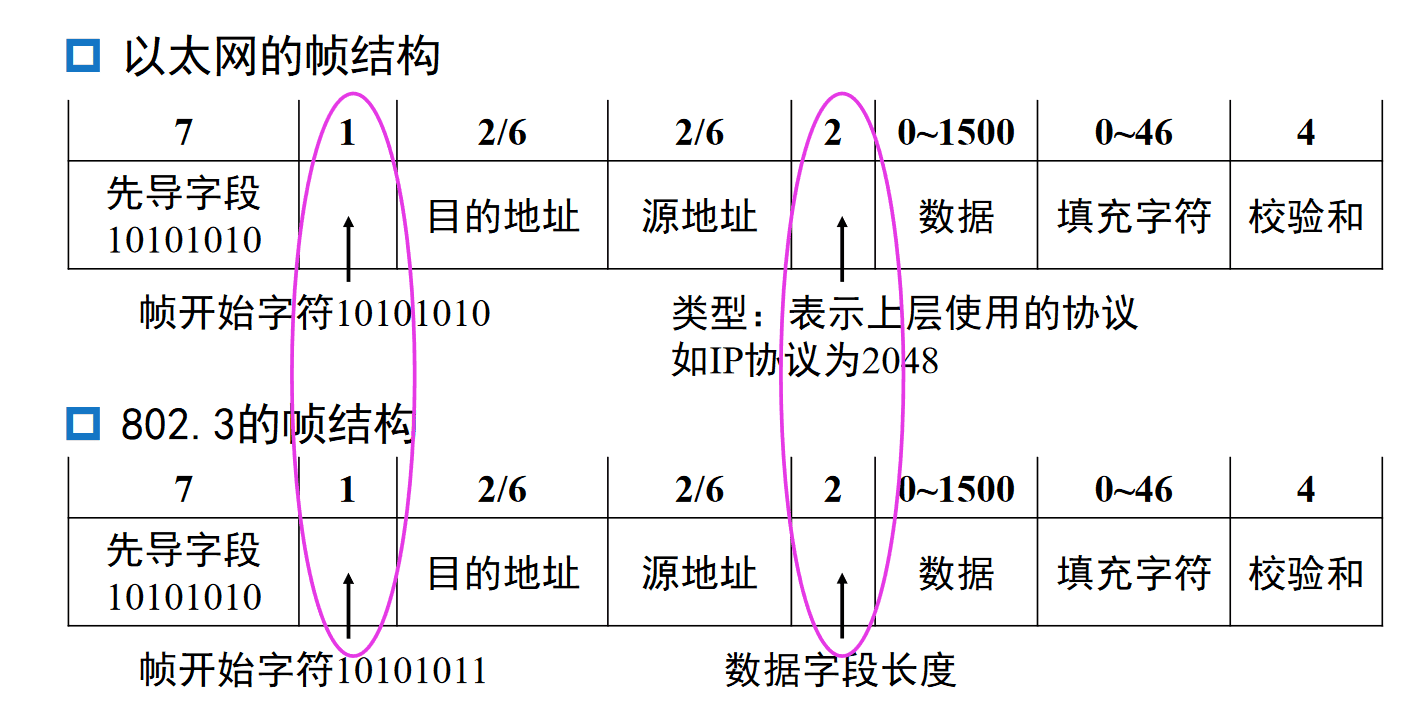 以太网的帧结构
7 1 2/6 2/6 2 0~1500 0~46 4
先导字段 10101010 目的地址 源地址 数据 填充字符 校验和
帧开始字符10101010
类型：表示上层使用的协议
如IP协议为2048
802.3的帧结构
7 1 2/6 2/6 2 0~1500 0~46 4
先导字段 10101010 目的地址 源地址 数据 填充字符 校验和
帧开始字符10101011
数据字段长度